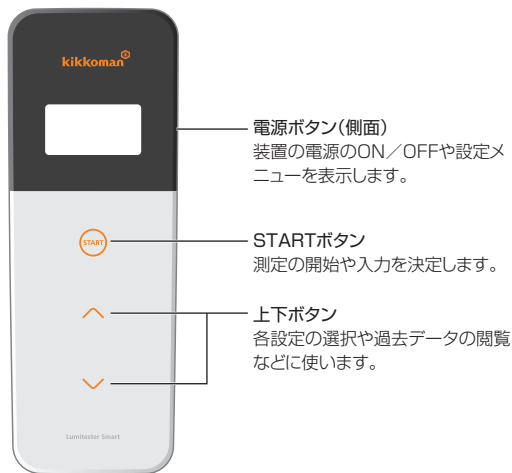 kikkoman
電源ボタン(側面)
装置の電源のON／OFFや設定メ
ニューを表示します。
START
STARTボタン
測定の開始や入力を決定します。
上下ボタン
各設定の選択や過去データの閲覧
などに使います。
Lumitester Smart